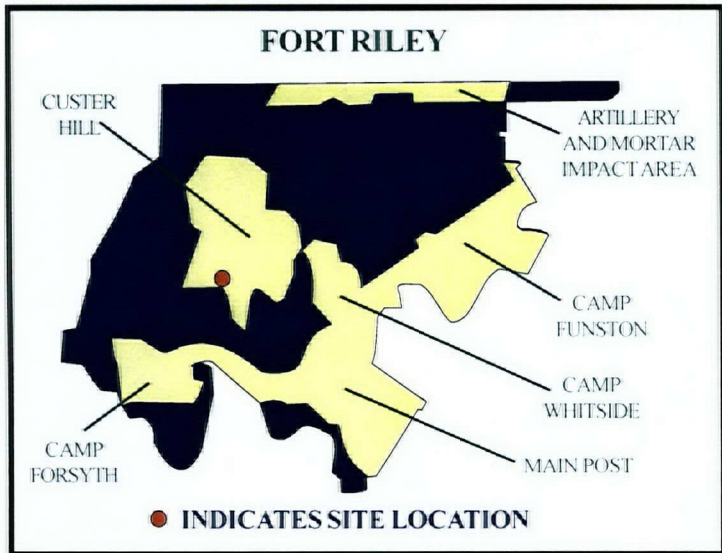 FORT RILEY
CUSTER
HILL
ARTILLERY
AND MORTAR
IMPACT AREA
CAMP
FUNSTON
CAMP
WHITSIDE
MAIN POST
CAMP
FORSYTH
INDICATES SITE LOCATION